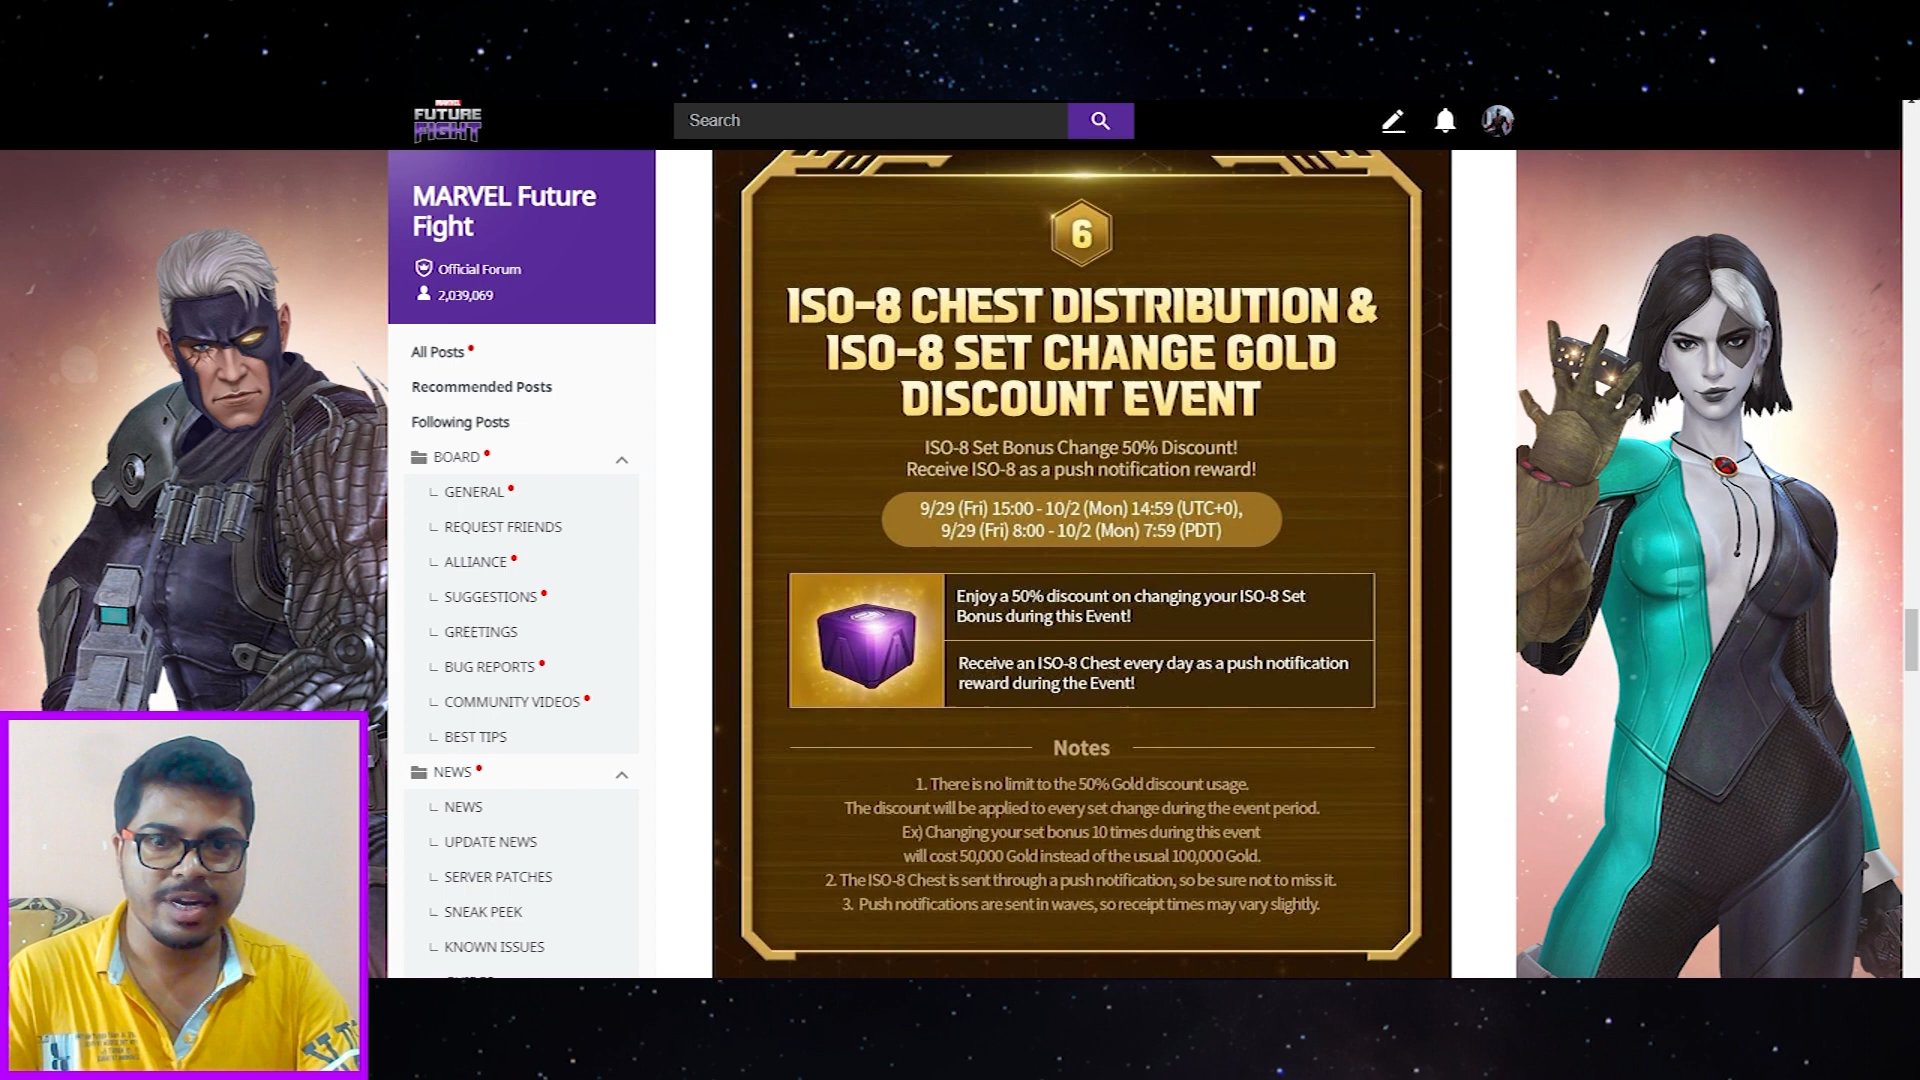 MARVEL
FUTURE
FIGHT
Search
MARVEL Future
Fight
Official Forum
2,039,069
All Posts
Recommended Posts
Following Posts
BOARD
GENERAL
REQUEST FRIENDS
ALLIANCE
SUGGESTIONS
GREETINGS
BUG REPORTS
COMMUNITY VIDEOS
BEST TIPS
NEWS
NEWS
UPDATE NEWS
SERVER PATCHES
SNEAK PEEK
KNOWN ISSUES
6
ISO-8 CHEST DISTRIBUTION &
ISO-8 SET CHANGE GOLD
DISCOUNT EVENT
ISO-8 Set Bonus Change 50% Discount!
Receive ISO-8 as a push notification reward!
9/29 (Fri) 15:00 - 10/2 (Mon) 14:59 (UTC+0),
9/29 (Fri) 8:00 - 10/2 (Mon) 7:59 (PDT)
Enjoy a 50% discount on changing your ISO-8 Set
Bonus during this Event!
Receive an ISO-8 Chest every day as a push notification
reward during the Event!
Notes
1. There is no limit to the 50% Gold discount usage.
The discount will be applied to every set change during the event period.
Ex) Changing your set bonus 10 times during this event
will cost 50,000 Gold instead of the usual 100,000 Gold.
2. The ISO-8 Chest is sent through a push notification, so be sure not to miss it.
3. Push notifications are sent in waves, so receipt times may vary slightly.